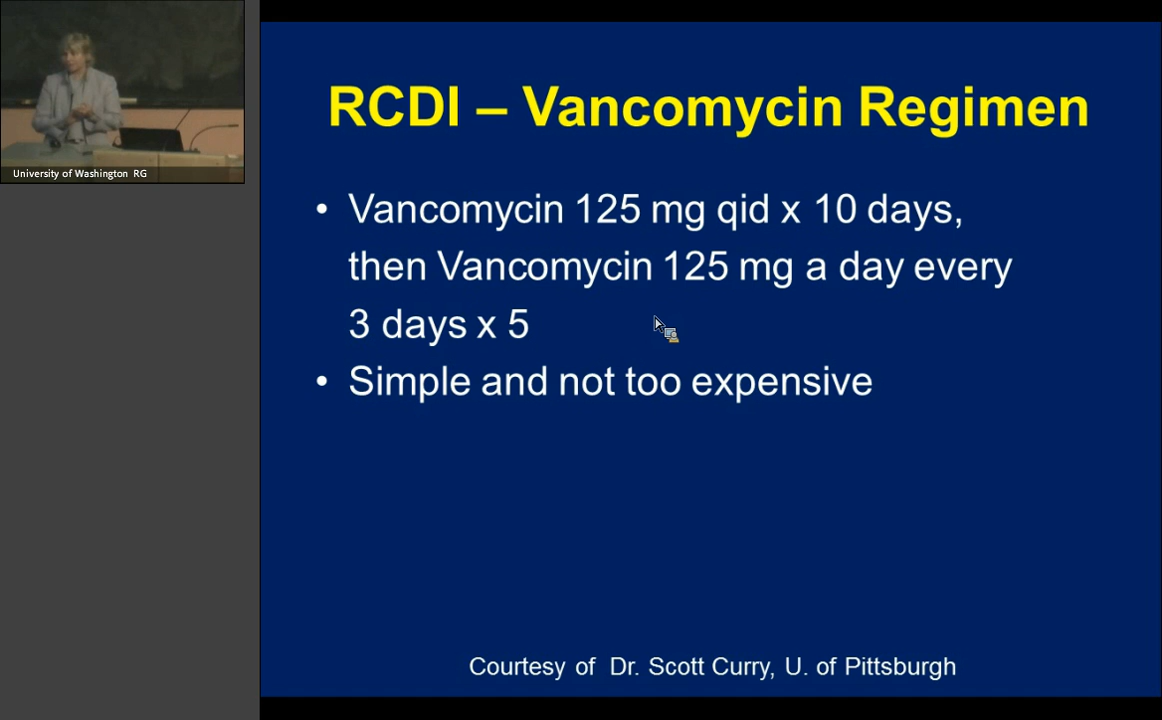 University of Washington RG
RCDI – Vancomycin Regimen
• Vancomycin 125 mg qid x 10 days,
then Vancomycin 125 mg a day every
3 days x 5
• Simple and not too expensive
Courtesy of Dr. Scott Curry, U. of Pittsburgh